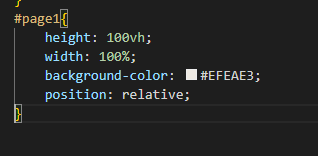 }
#page1{
    height: 100vh;
    width: 100%;
    background-color: #EFEAE3;
    position: relative;
}